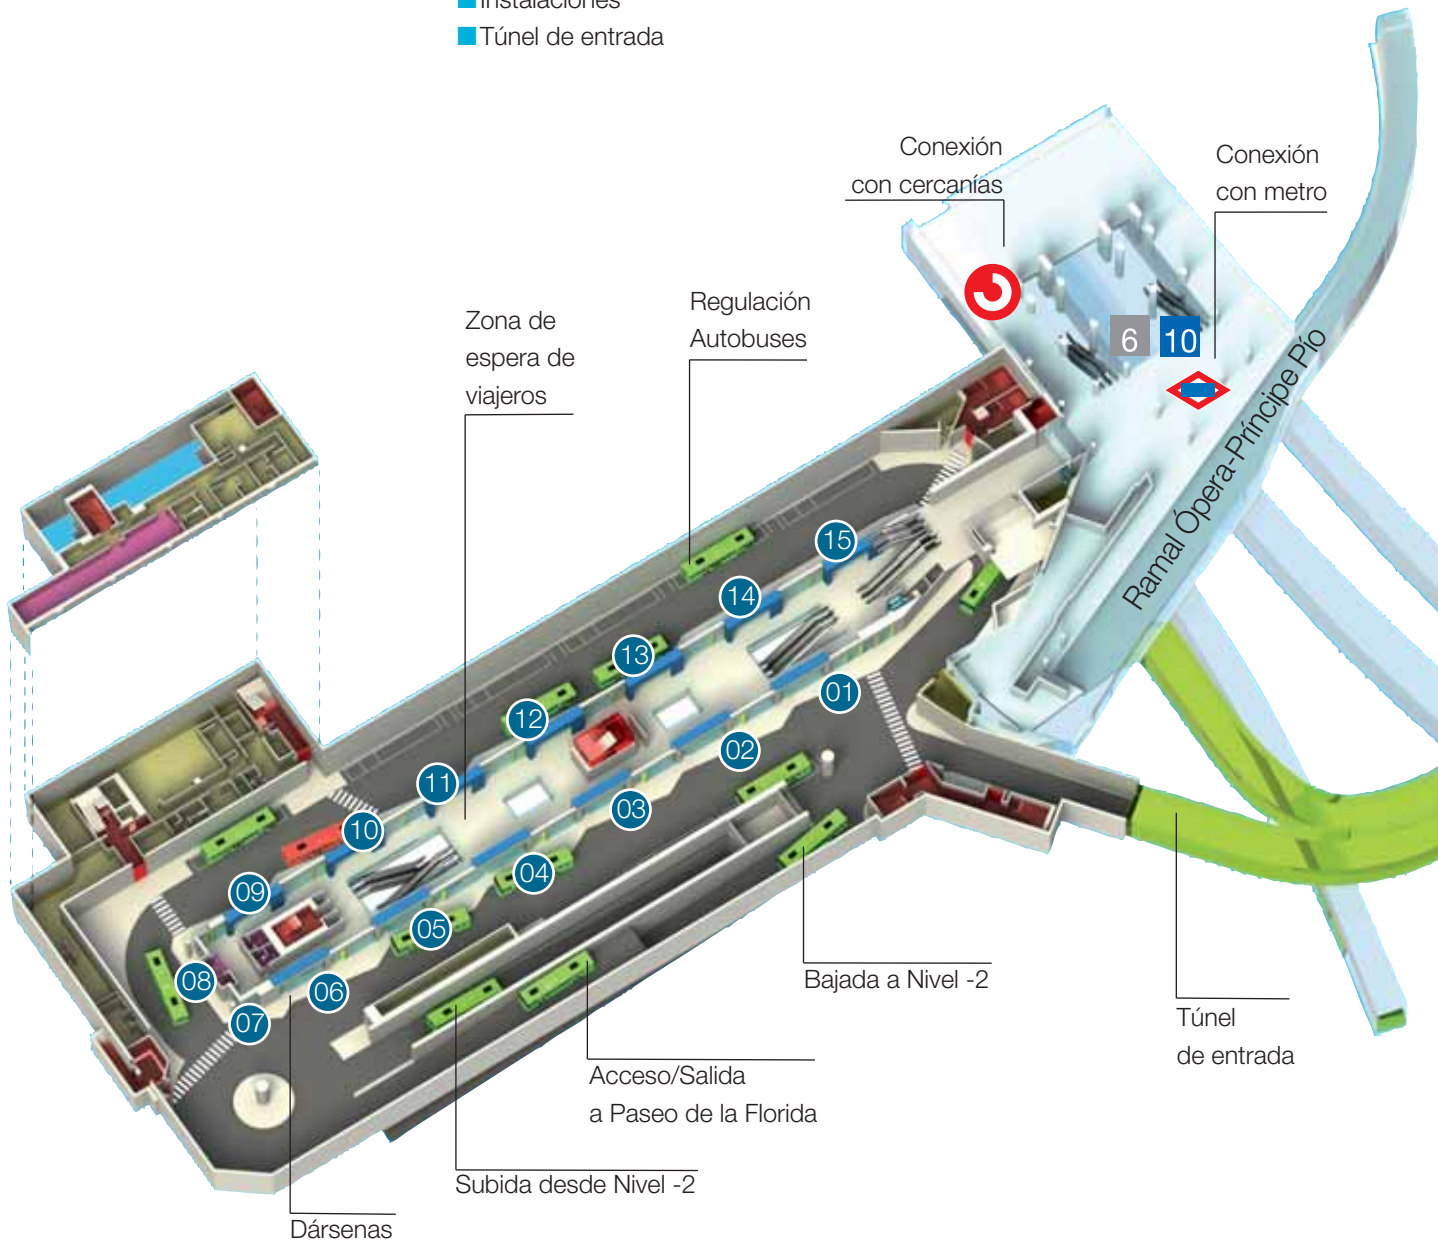 Instalaciones
Túnel de entrada
Conexión
con cercanías
Conexión
con metro
Regulación
Autobuses
Zona de
espera de
viajeros
6
10
Ramal Ópera-Príncipe Pío
15
14
13
12
11
10
09
08
07
06
05
04
03
02
01
Bajada a Nivel -2
Túnel
de entrada
Acceso/Salida
a Paseo de la Florida
Subida desde Nivel -2
Dársenas